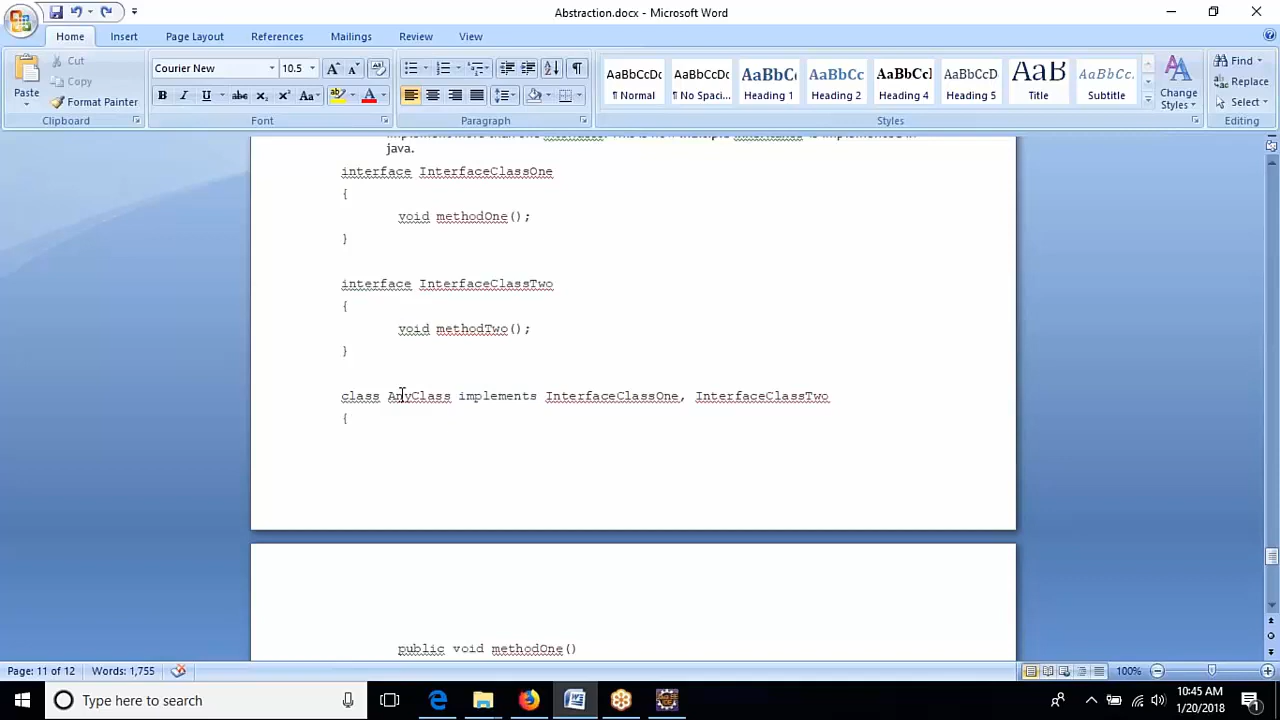 Abstraction.docx - Microsoft Word
Home Insert Page Layout References Mailings Review View
Paste
Cut
Copy
Format Painter
Clipboard
Courier New 10.5
Font
Paragraph
AaBbCcDc AaBbCcDc AaBbC AaBbCc AaBbCcI AaBbCcD AaB AaBbCc.
¶ Normal ¶ No Spaci... Heading 1 Heading 2 Heading 4 Heading 5 Title Subtitle
Change Styles
Styles
Find
Replace
Select
Editing
java.
interface InterfaceClassOne
{
void methodOne();
}
interface InterfaceClassTwo
{
void methodTwo();
}
class AnyClass implements InterfaceClassOne, InterfaceClassTwo
{
public void methodOne()
Page: 11 of 12 Words: 1,755 100%
Type here to search
10:45 AM
1/20/2018